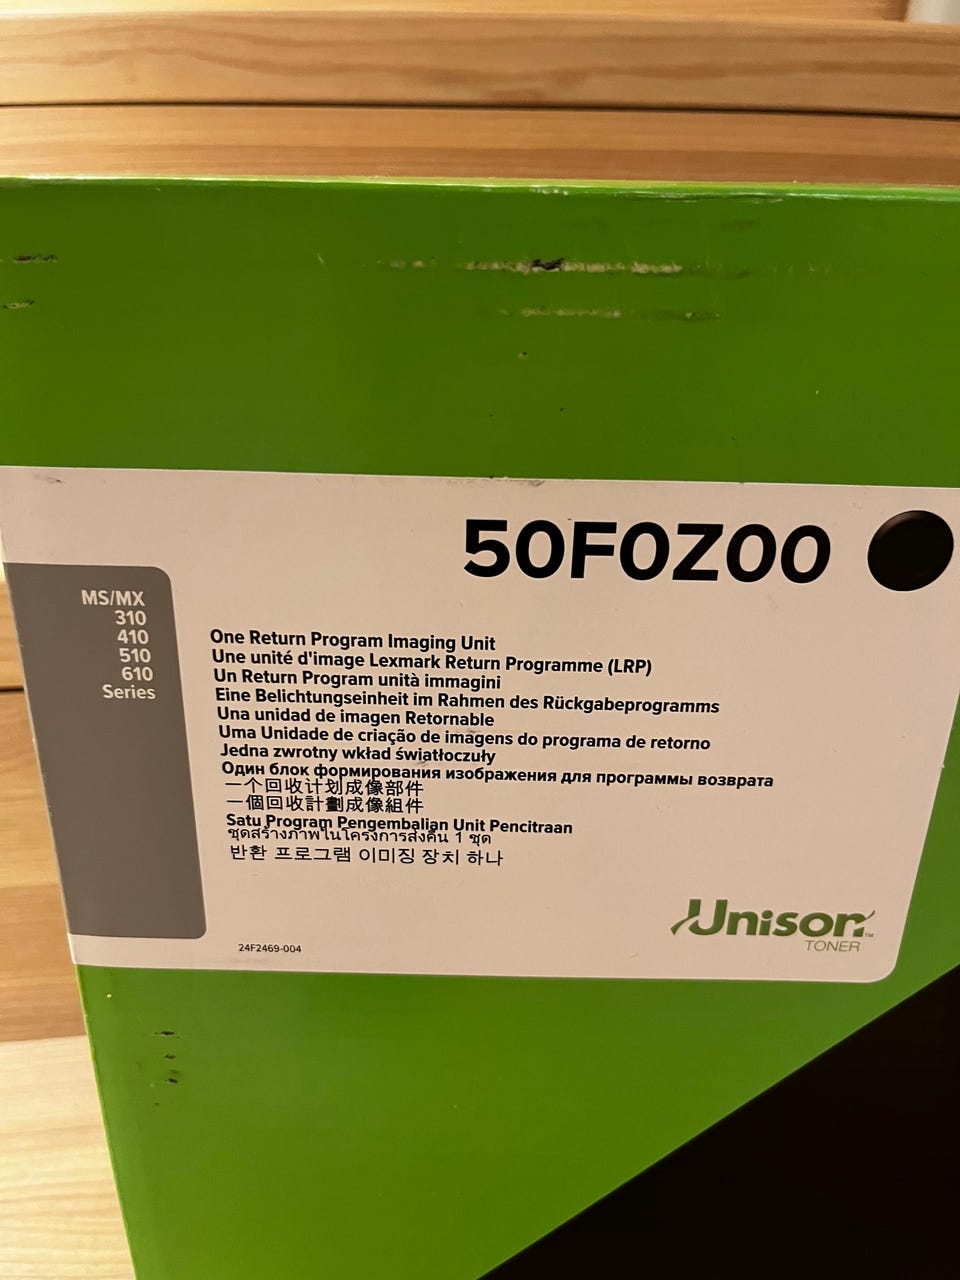 50F0Z00
MS/MX
310
410
510
610
Series
One Return Program Imaging Unit
Une unité d'image Lexmark Return Programme (LRP)
Un Return Program unità immagini
Eine Belichtungseinheit im Rahmen des Rückgabeprogramms
Una unidad de imagen Retornable
Uma Unidade de criação de imagens do programa de retorno
Jedna zwrotny wkład światłoczuły
Один блок формирования изображения для программы возврата
一个回收计划成像部件
一個回收計劃成像組件
Satu Program Pengembalian Unit Pencitraan
ชุดสร้างภาพในโครงการส่งคืน 1 ชุด
반환 프로그램 이미징 장치 하나
Unison™
TONER
24F2469-004